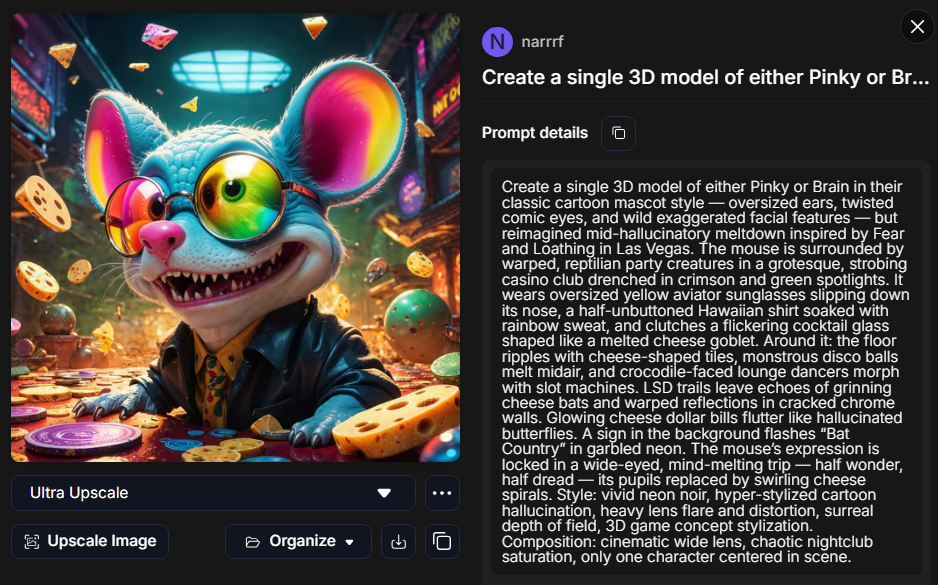 N narrrf
Create a single 3D model of either Pinky or Br...
Prompt details
Create a single 3D model of either Pinky or Brain in their
classic cartoon mascot style — oversized ears, twisted
comic eyes, and wild exaggerated facial features — but
reimagined mid-hallucinatory meltdown inspired by Fear
and Loathing in Las Vegas. The mouse is surrounded by
warped, reptilian party creatures in a grotesque, strobing
casino club drenched in crimson and green spotlights. It
wears oversized yellow aviator sunglasses slipping down
its nose, a half-unbuttoned Hawaiian shirt soaked with
rainbow sweat, and clutches a flickering cocktail glass
shaped like a melted cheese goblet. Around it: the floor
ripples with cheese-shaped tiles, monstrous disco balls
melt midair, and crocodile-faced lounge dancers morph
with slot machines. LSD trails leave echoes of grinning
cheese bats and warped reflections in cracked chrome
walls. Glowing cheese dollar bills flutter like hallucinated
butterflies. A sign in the background flashes “Bat
Country” in garbled neon. The mouse’s expression is
locked in a wide-eyed, mind-melting trip — half wonder,
half dread — its pupils replaced by swirling cheese
spirals. Style: vivid neon noir, hyper-stylized cartoon
hallucination, heavy lens flare and distortion, surreal
depth of field, 3D game concept stylization.
Composition: cinematic wide lens, chaotic nightclub
saturation, only one character centered in scene.
Ultra Upscale
Upscale Image
Organize